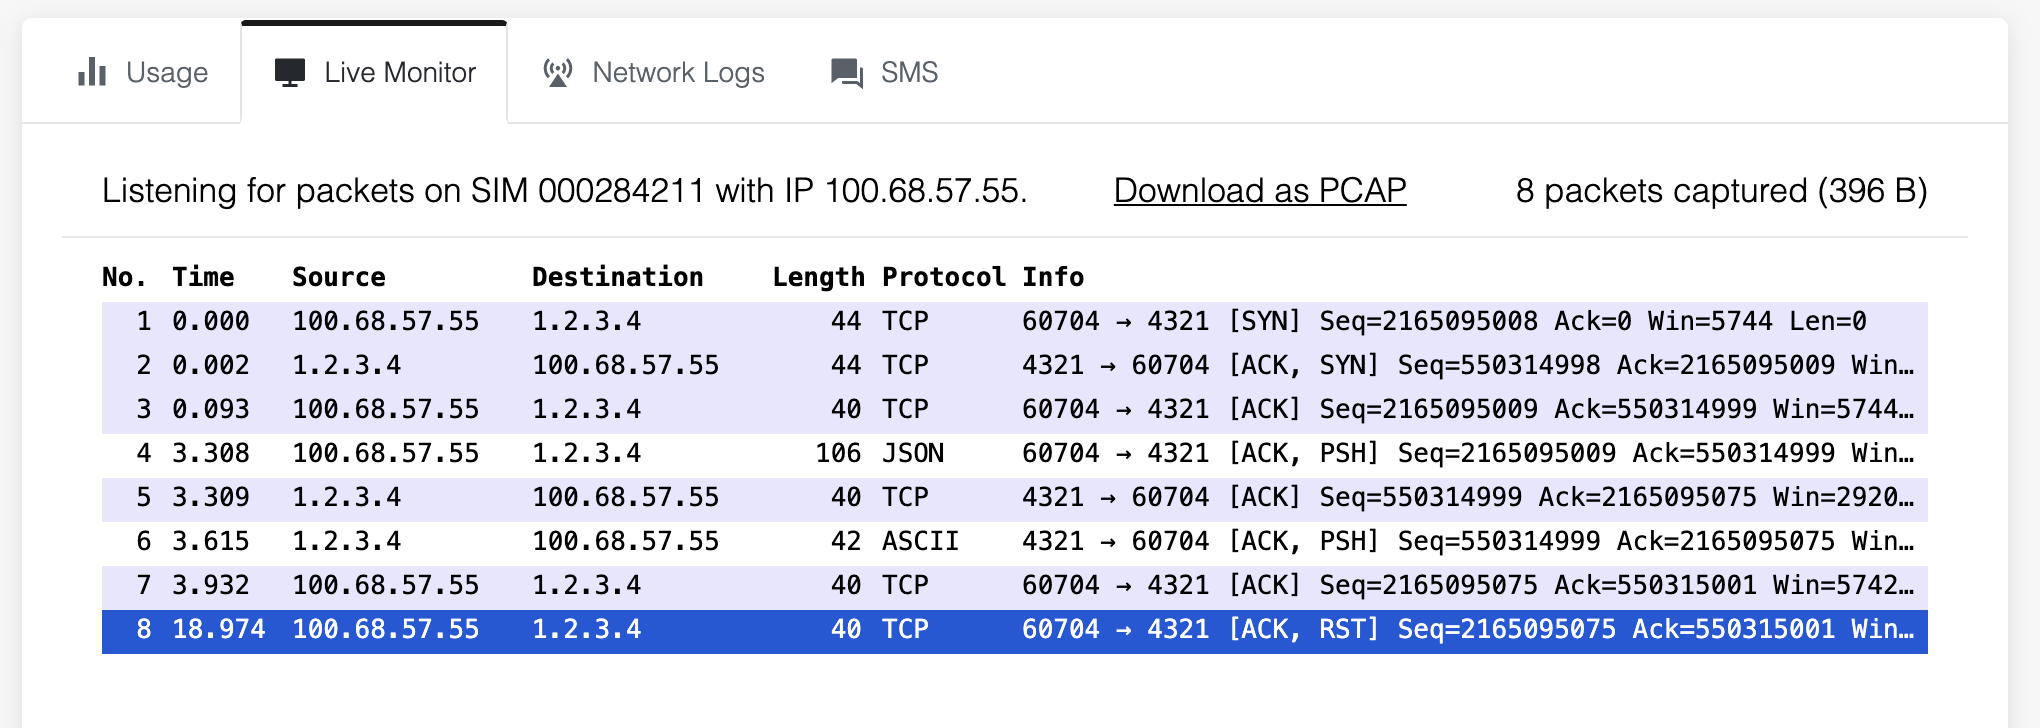 Usage Live Monitor Network Logs SMS
Listening for packets on SIM 000284211 with IP 100.68.57.55. Download as PCAP 8 packets captured (396 B)
No. Time Source Destination Length Protocol Info
1 0.000 100.68.57.55 1.2.3.4 44 TCP 60704 → 4321 [SYN] Seq=2165095008 Ack=0 Win=5744 Len=0
2 0.002 1.2.3.4 100.68.57.55 44 TCP 4321 → 60704 [ACK, SYN] Seq=550314998 Ack=2165095009 Win…
3 0.093 100.68.57.55 1.2.3.4 40 TCP 60704 → 4321 [ACK] Seq=2165095009 Ack=550314999 Win=5744…
4 3.308 100.68.57.55 1.2.3.4 106 JSON 60704 → 4321 [ACK, PSH] Seq=2165095009 Ack=550314999 Win…
5 3.309 1.2.3.4 100.68.57.55 40 TCP 4321 → 60704 [ACK] Seq=550314999 Ack=2165095075 Win=2920…
6 3.615 1.2.3.4 100.68.57.55 42 ASCII 4321 → 60704 [ACK, PSH] Seq=550314999 Ack=2165095075 Win…
7 3.932 100.68.57.55 1.2.3.4 40 TCP 60704 → 4321 [ACK] Seq=2165095075 Ack=550315001 Win=5742…
8 18.974 100.68.57.55 1.2.3.4 40 TCP 60704 → 4321 [ACK, RST] Seq=2165095075 Ack=550315001 Win…